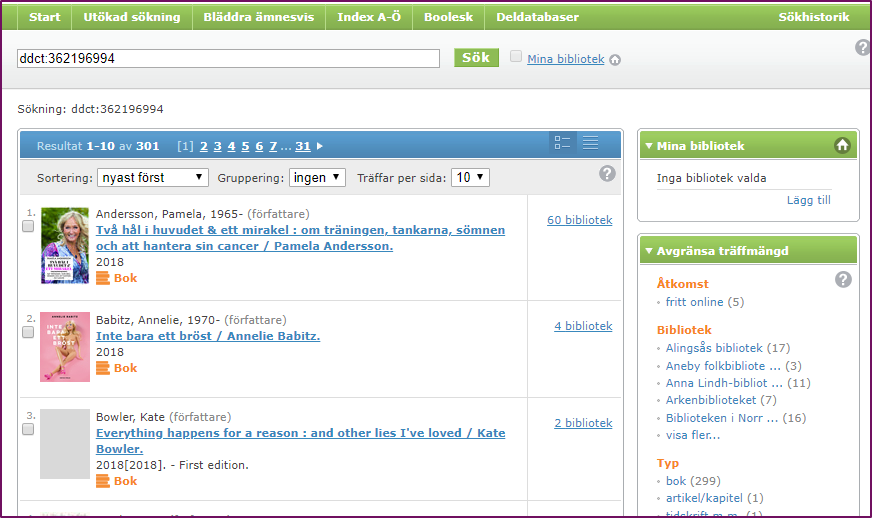 Start Utökad sökning Bläddra ämnesvis Index A-Ö Boolesk Deldatabaser Sökhistorik
ddct:362196994 Sök Mina bibliotek ?
Sökning: ddct:362196994
Resultat 1-10 av 301 [1] 2 3 4 5 6 7 ... 31
Sortering: nyast först Gruppering: ingen Träffar per sida: 10 ?
1. Andersson, Pamela, 1965- (författare)
Två hål i huvudet & ett mirakel : om träningen, tankarna, sömnen
och att hantera sin cancer / Pamela Andersson.
2018
Bok
60 bibliotek
2. Babitz, Annelie, 1970- (författare)
Inte bara ett bröst / Annelie Babitz.
2018
Bok
4 bibliotek
INTE
BARA
ETT
BRÖST
3. Bowler, Kate (författare)
Everything happens for a reason : and other lies I've loved / Kate
Bowler.
2018[2018]. - First edition.
Bok
2 bibliotek
Mina bibliotek
Inga bibliotek valda
Lägg till
Avgränsa träffmängd
?
Åtkomst
fritt online (5)
Bibliotek
Alingsås bibliotek (17)
Aneby folkbibliote ... (3)
Anna Lindh-bibliot ... (11)
Arkenbiblioteket (7)
Biblioteken i Norr ... (16)
visa fler...
Typ
bok (299)
artikel/kapitel (1)
tidskrift m.m. (1)